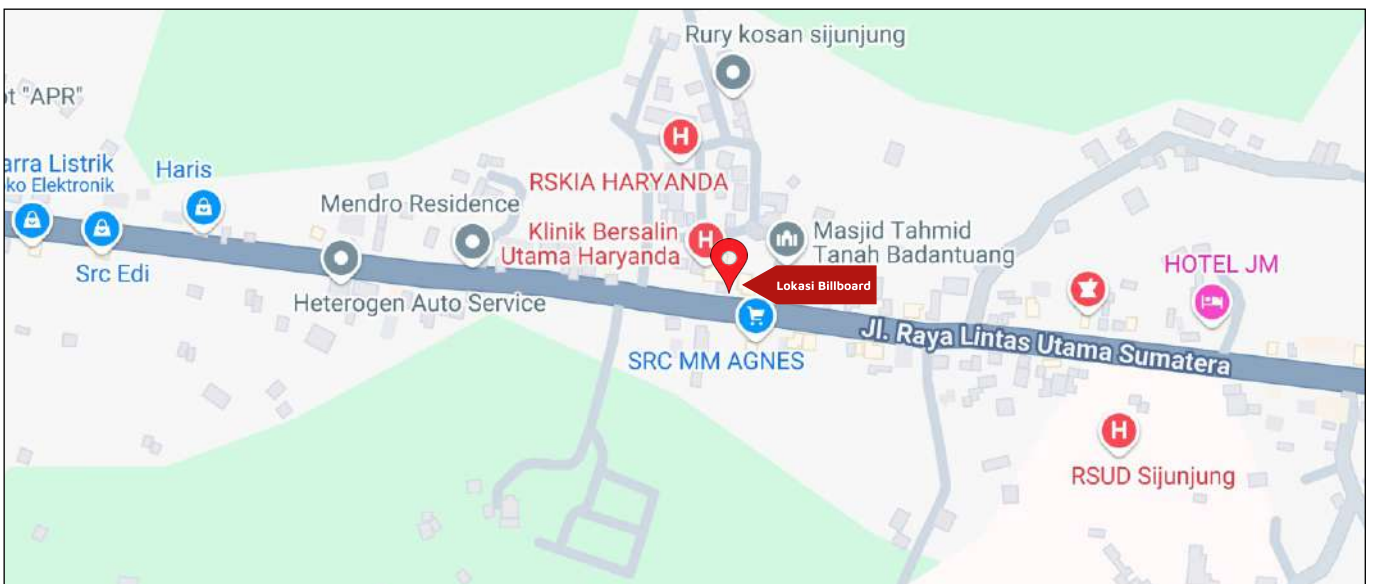 Rury kosan sijunjung
ot "APR"
arra Listrik
ko Elektronik
Haris
RSKIA HARYANDA
Mendro Residence
Klinik Bersalin
Utama Haryanda
Masjid Tahmid
Tanah Badantuang
HOTEL JM
Src Edi
Lokasi Billboard
Heterogen Auto Service
Jl. Raya Lintas Utama Sumatera
SRC MM AGNES
RSUD Sijunjung
H
H
H